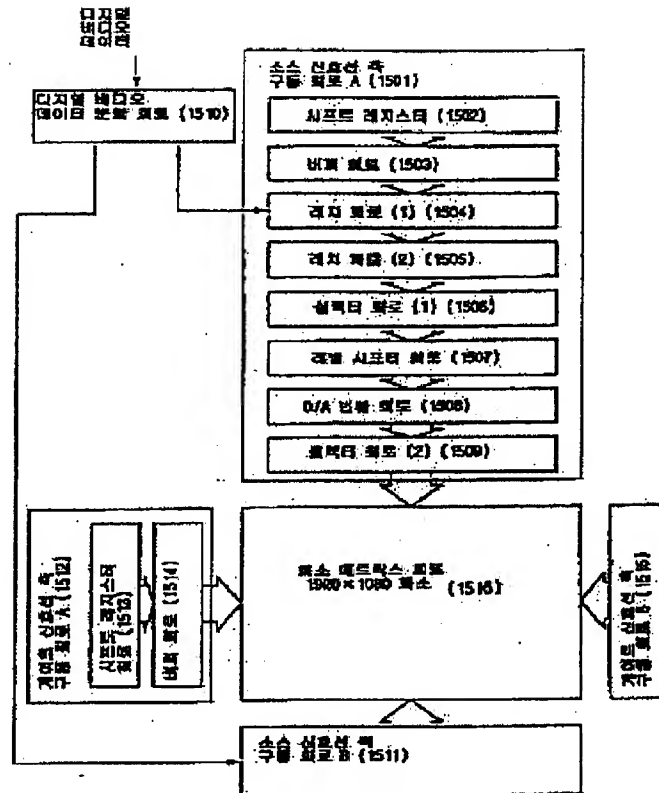 디지털
비디오
데이터
디지털 비디오
데이터 분할 회로 (1510)
소스 신호선 측
구동 회로 A (1501)
시프트 레지스터 (1502)
버퍼 회로 (1503)
래치 회로 (1) (1504)
래치 회로 (2) (1505)
셀렉터 회로 (1) (1506)
레벨 시프터 회로 (1507)
D/A 변환 회로 (1508)
셀렉터 회로 (2) (1509)
게이트 신호선 측
구동 회로 A (1512)
시프트 레지스터
회로 (1513)
버퍼 회로 (1514)
화소 매트릭스 회로
1920×1080 화소
(1516)
게이트 신호선 측
구동 회로 B (1515)
소스 신호선 측
구동 회로 B (1511)